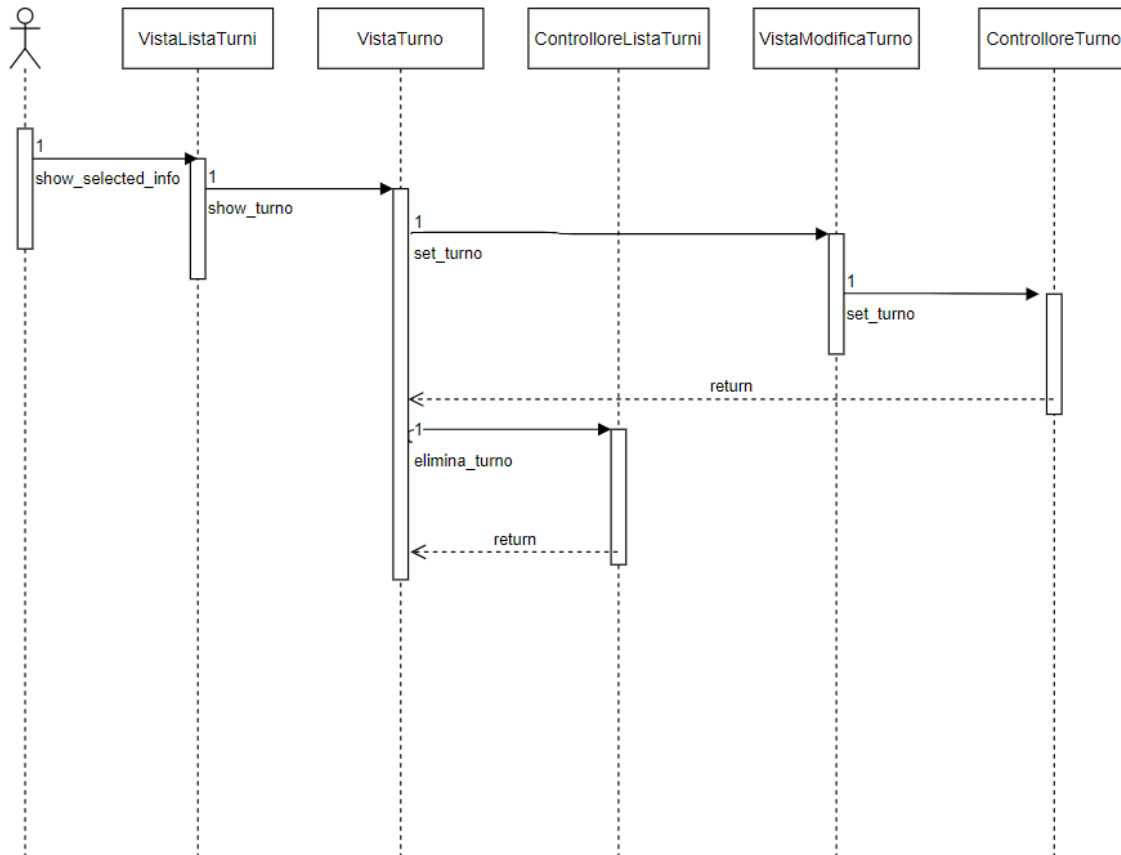 VistaListaTurni
VistaTurno
ControlloreListaTurni
VistaModificaTurno
ControlloreTurno
1
show_selected_info
1
show_turno
1
set_turno
1
set_turno
return
1
elimina_turno
return